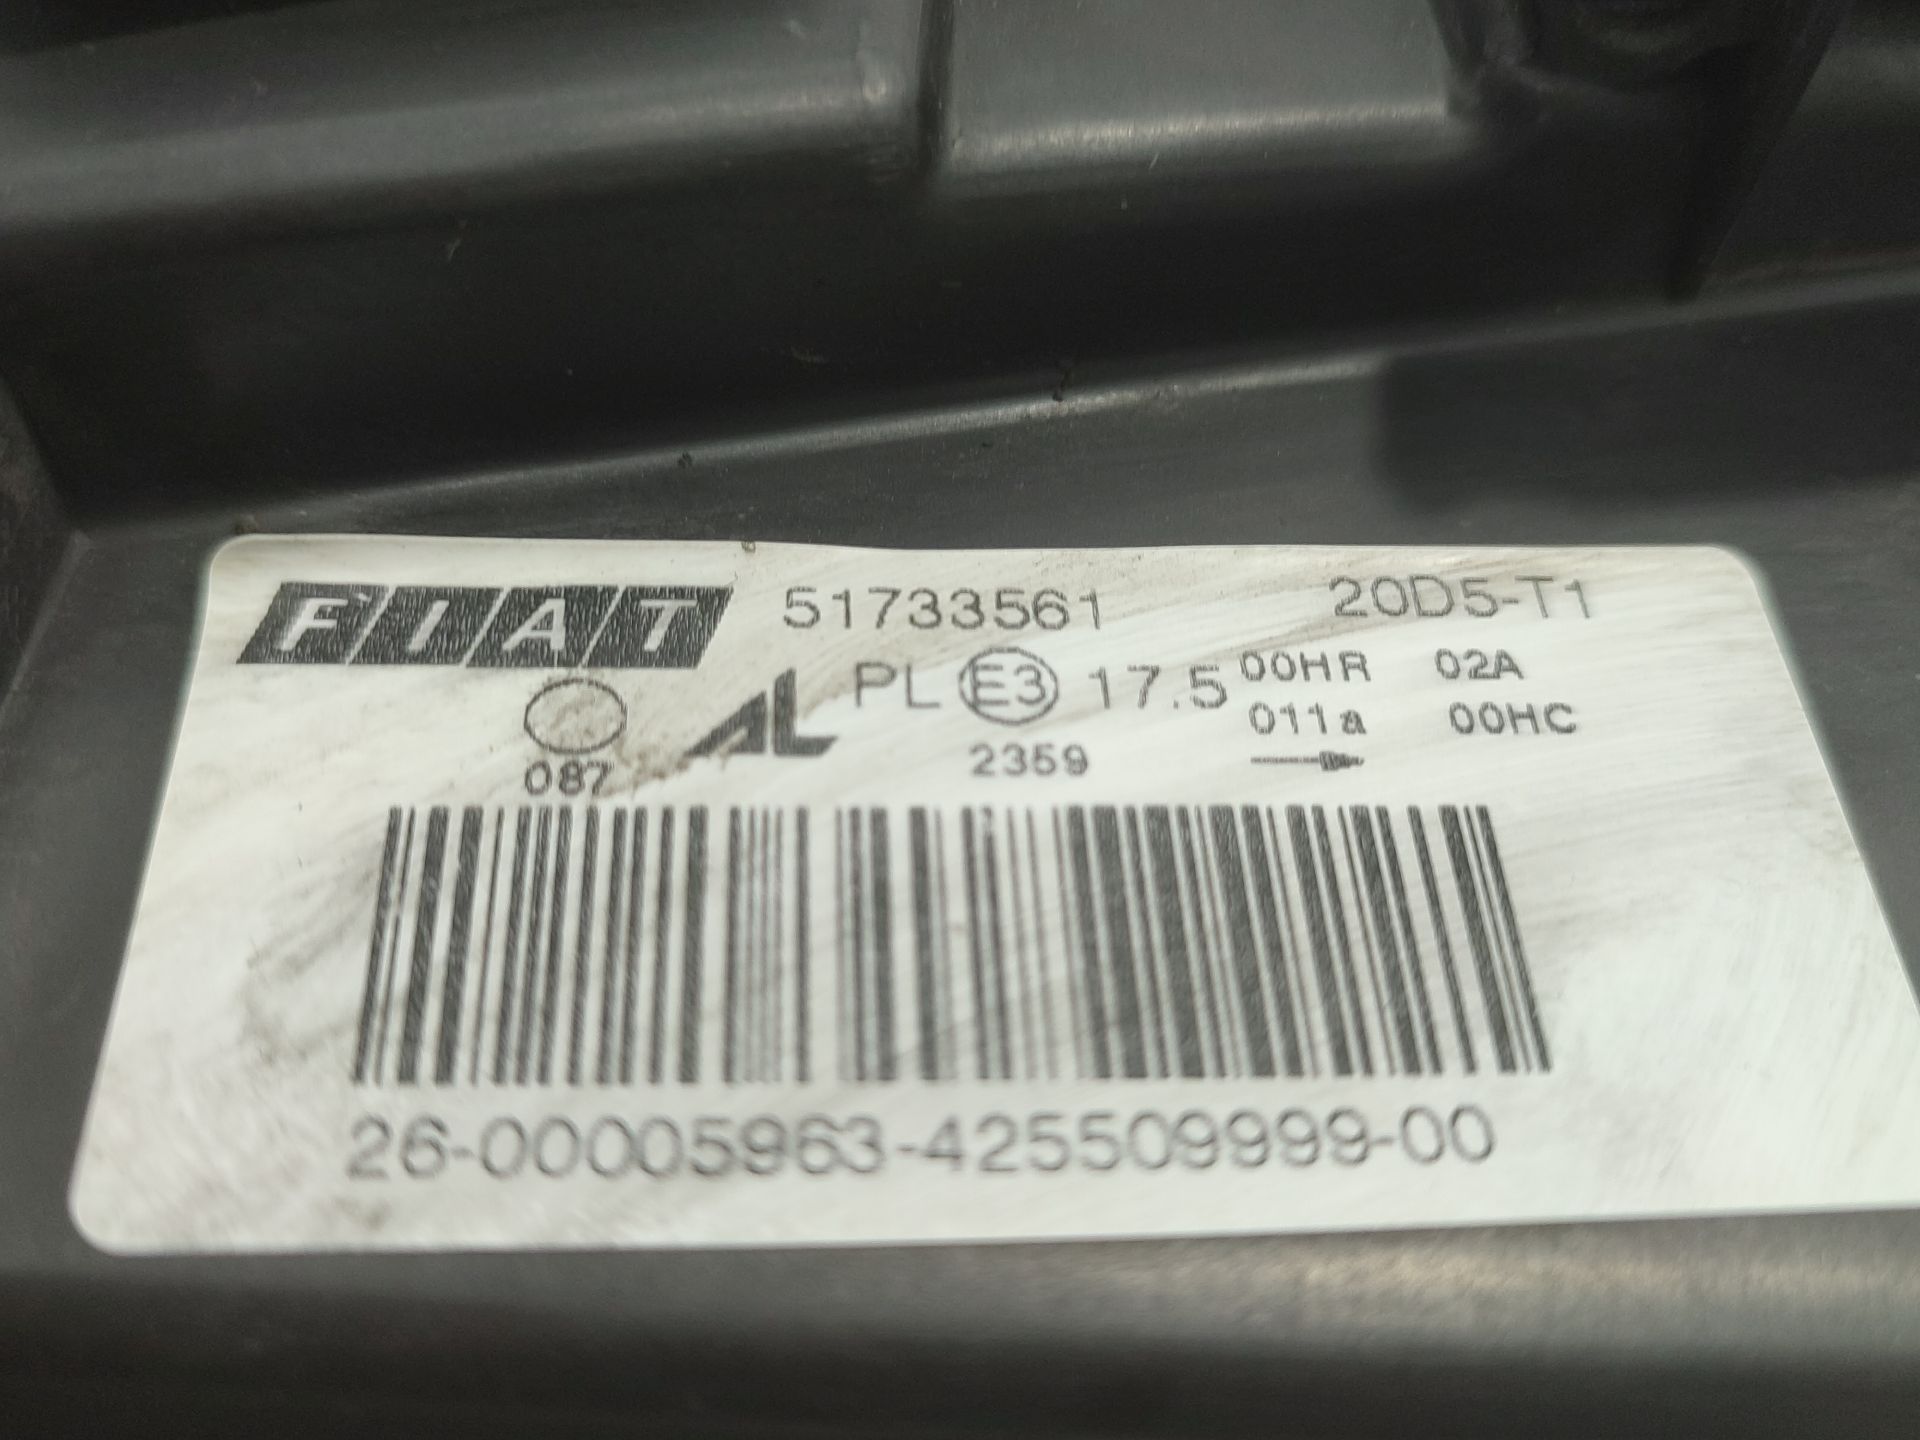 FIAT 51733561 20D5-T1
AL PL E3 17.5 00HR 02A
011a 00HC
087 2359
26-00005963-425509999-00